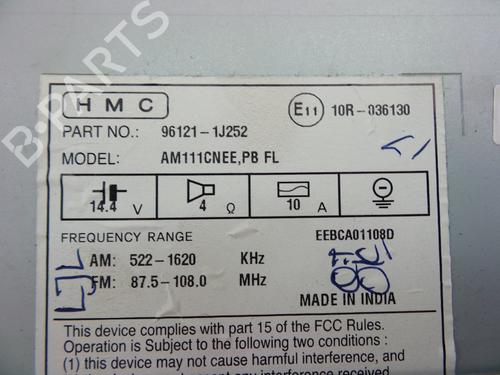 HMC
E11 10R-036130
PART NO.: 96121-1J252
MODEL: AM111CNEE,PB FL
14.4 V 4 Ω 10 A
FREQUENCY RANGE EEBCA01108D
AM: 522-1620 KHz
FM: 87.5-108.0 MHz
MADE IN INDIA
This device complies with part 15 of the FCC Rules.
Operation is Subject to the following two conditions :
(1) this device may not cause harmful interference, and
B-PARTS